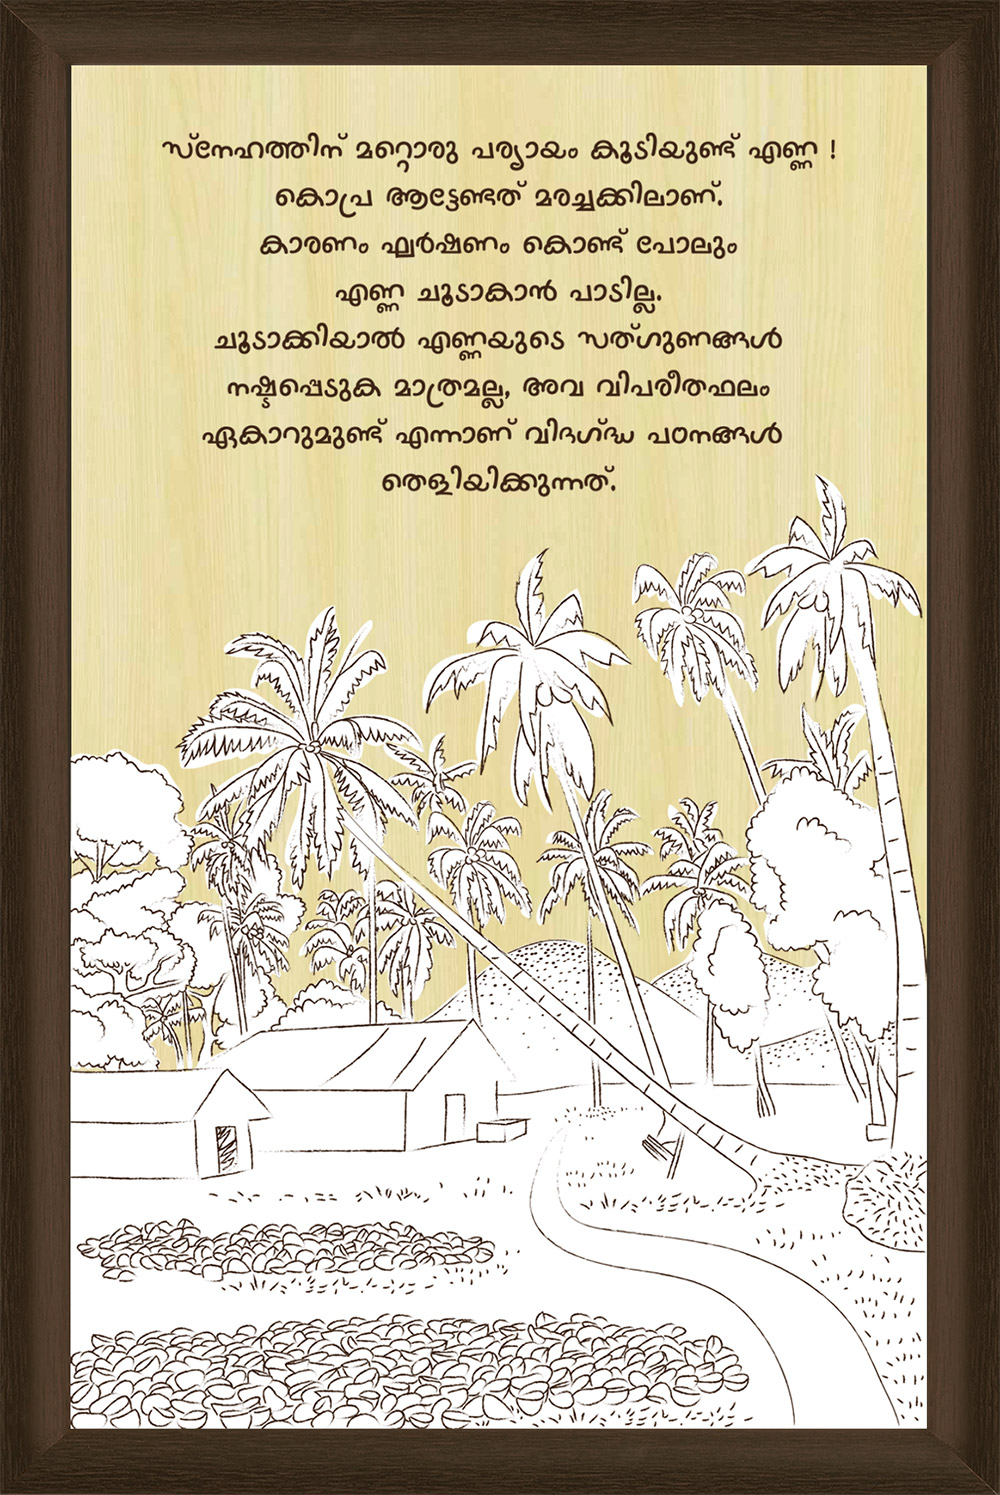 സ്നേഹത്തിന് മറ്റൊരു പര്യായം കൂടിയുണ്ട് എണ്ണ !
കൊപ്ര ആട്ടേണ്ടത് മരച്ചക്കിലാണ്.
കാരണം ഘർഷണം കൊണ്ട് പോലും
എണ്ണ ചൂടാകാൻ പാടില്ല.
ചൂടാക്കിയാൽ എണ്ണയുടെ സത്ഗുണങ്ങൾ
നഷ്ടപ്പെടുക മാത്രമല്ല, അവ വിപരീതഫലം
ഏകാറുമുണ്ട് എന്നാണ് വിദഗ്ദ്ധ പഠനങ്ങൾ
തെളിയിക്കുന്നത്.